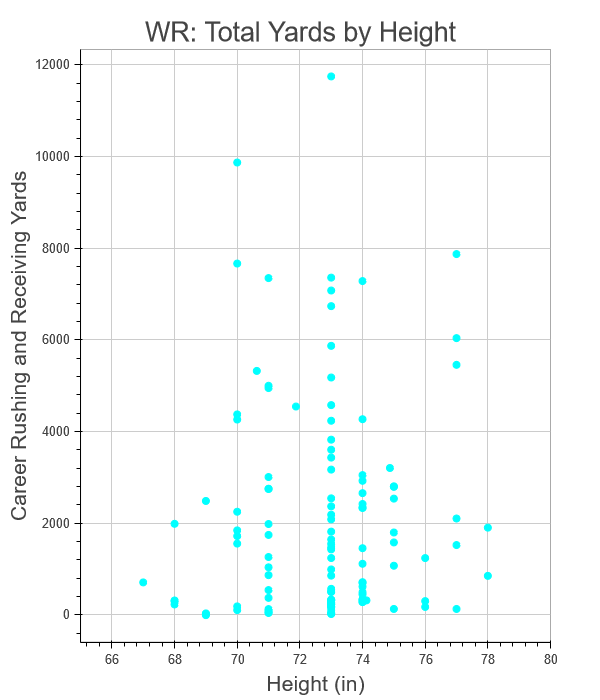 WR: Total Yards by Height
Career Rushing and Receiving Yards
12000
10000
8000
6000
4000
2000
0
66 68 70 72 74 76 78 80
Height (in)